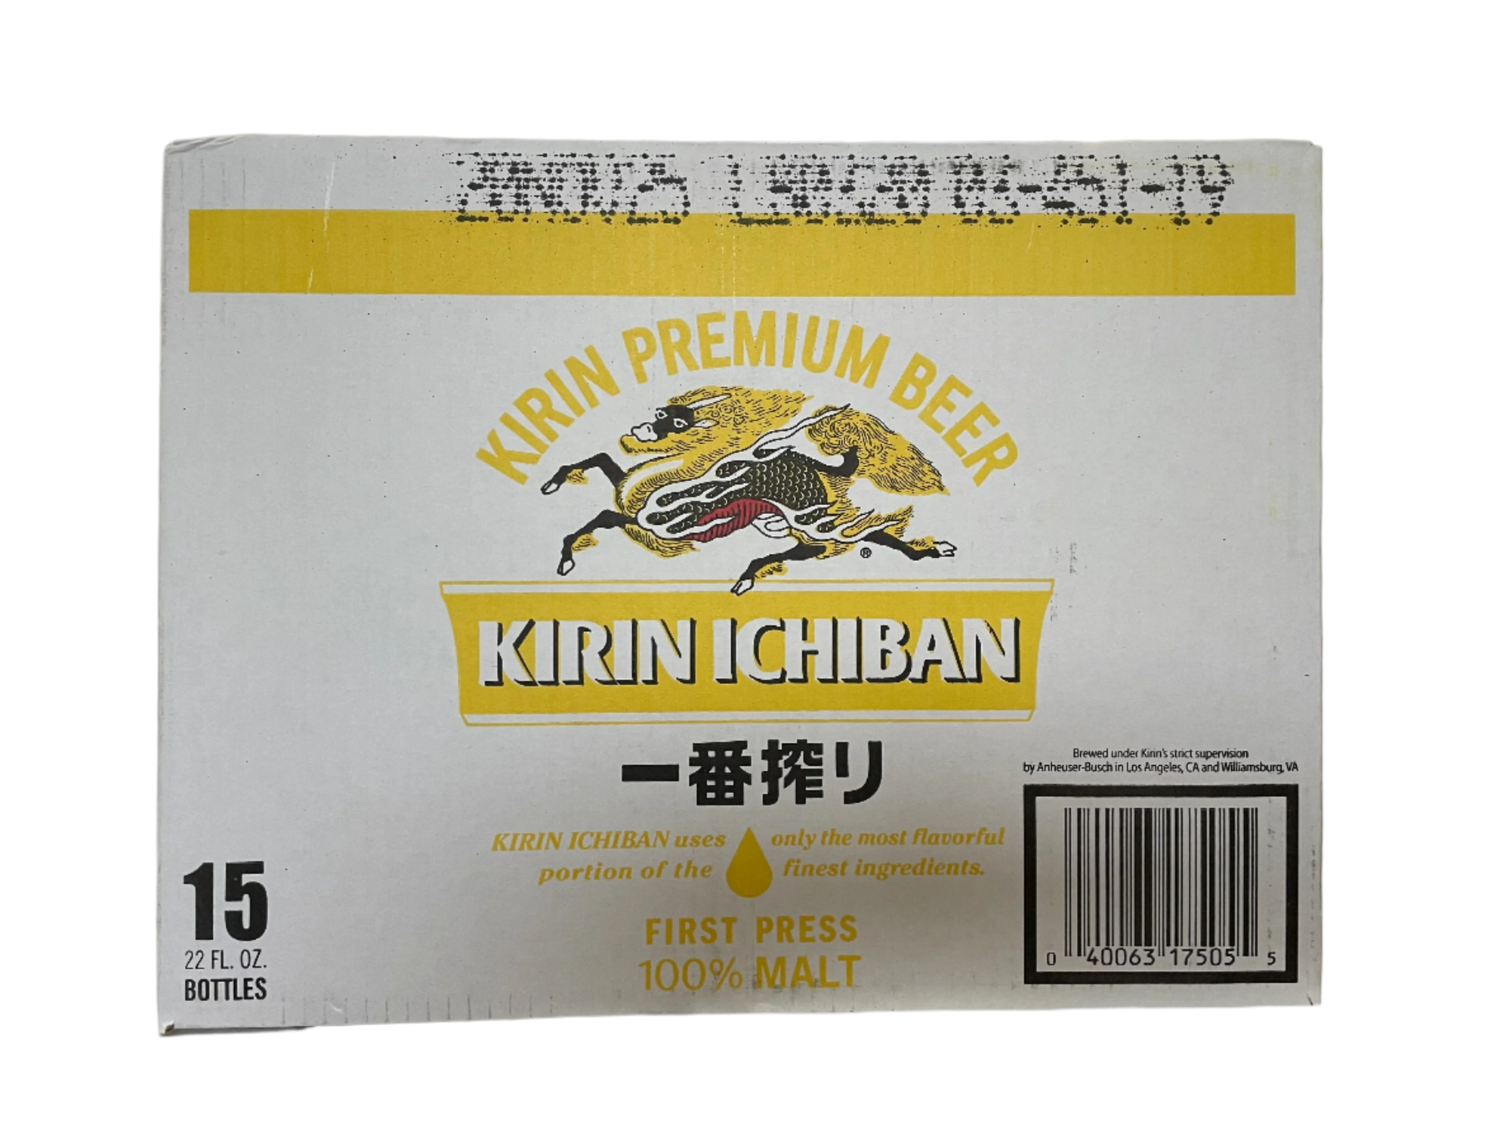 KIRIN PREMIUM BEER
®
KIRIN ICHIBAN
一番搾り
KIRIN ICHIBAN uses only the most flavorful
portion of the finest ingredients.
FIRST PRESS
100% MALT
15
22 FL. OZ.
BOTTLES
Brewed under Kirin's strict supervision
by Anheuser-Busch in Los Angeles, CA and Williamsburg, VA
0 40063 17505 5